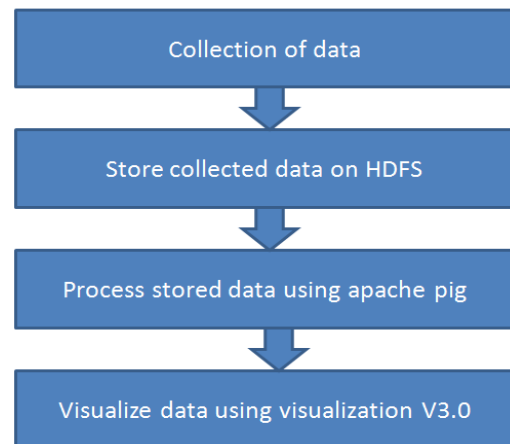 Collection of data
Store collected data on HDFS
Process stored data using apache pig
Visualize data using visualization V3.0